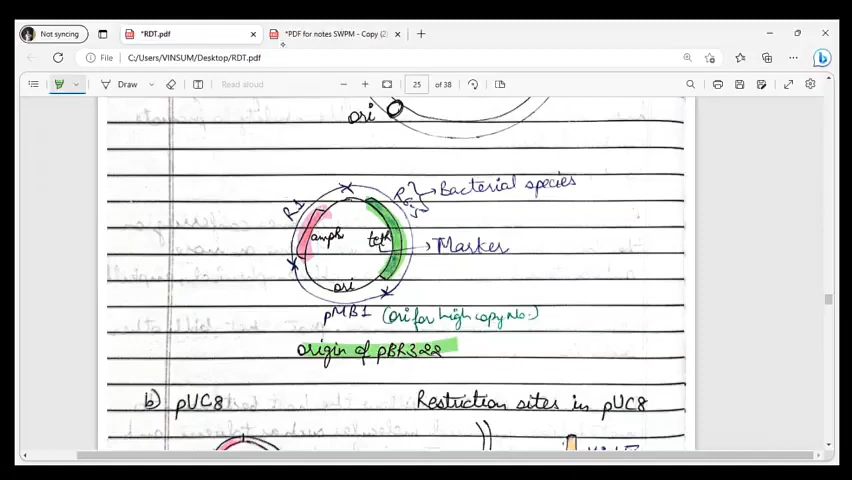 Not syncing
*RDT.pdf
*PDF for notes SWPM - Copy (2)
File
C:/Users/VINSUM/Desktop/RDT.pdf
Draw
Read aloud
25 of 38
ori
R1
Bacterial species
ampR
tetR
Marker
ori
pMB1 (ori for high copy No.)
origin of pBR322
b) pUC8
Restriction sites in pUC8